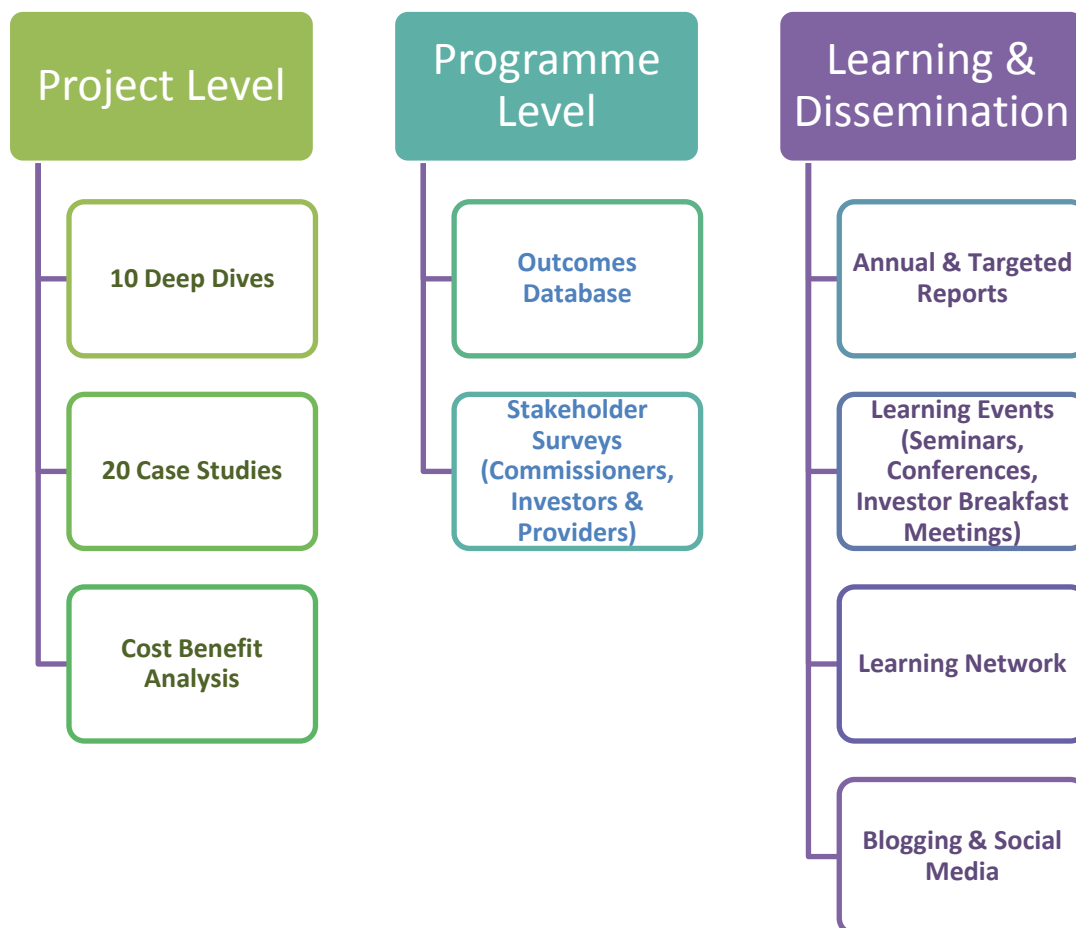 Project Level
10 Deep Dives
20 Case Studies
Cost Benefit
Analysis
Programme
Level
Outcomes
Database
Stakeholder
Surveys
(Commissioners,
Investors &
Providers)
Learning &
Dissemination
Annual & Targeted
Reports
Learning Events
(Seminars,
Conferences,
Investor Breakfast
Meetings)
Learning Network
Blogging & Social
Media